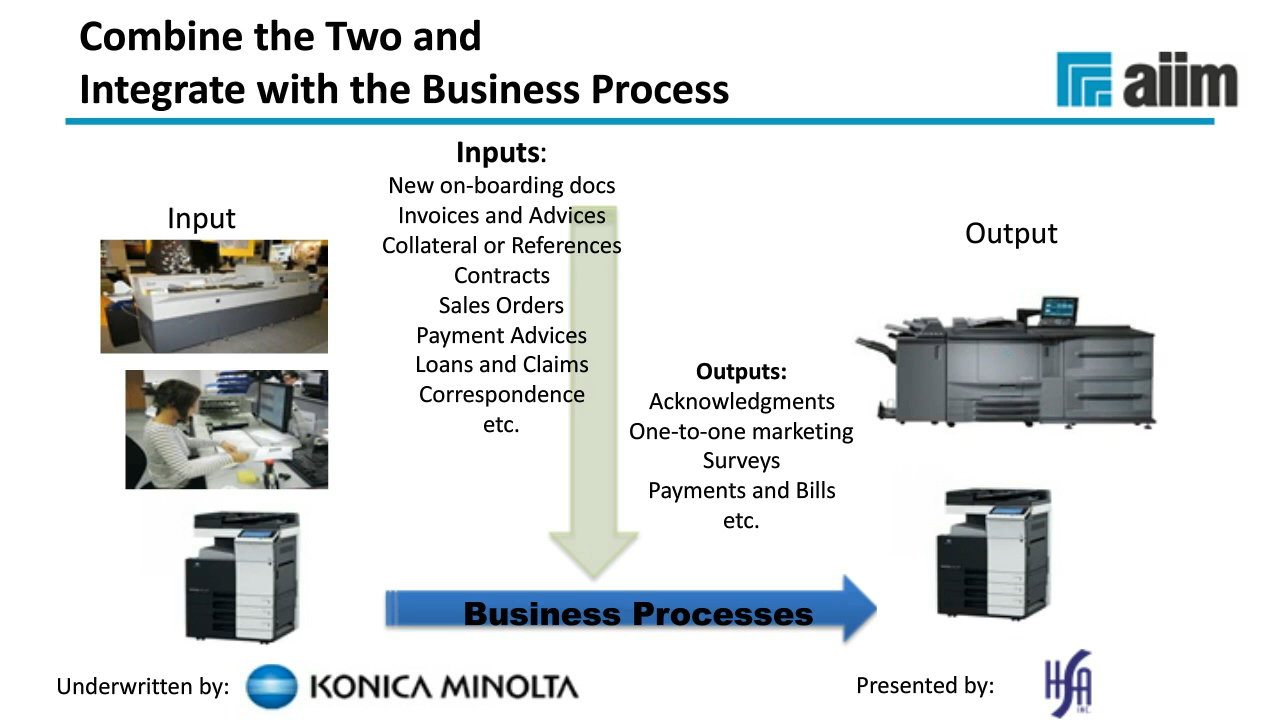 Combine the Two and
Integrate with the Business Process
aiim
Inputs:
New on-boarding docs
Invoices and Advices
Collateral or References
Contracts
Sales Orders
Payment Advices
Loans and Claims
Correspondence
etc.
Input
Output
Outputs:
Acknowledgments
One-to-one marketing
Surveys
Payments and Bills
etc.
Business Processes
Underwritten by:
KONICA MINOLTA
Presented by:
HSA
INC.